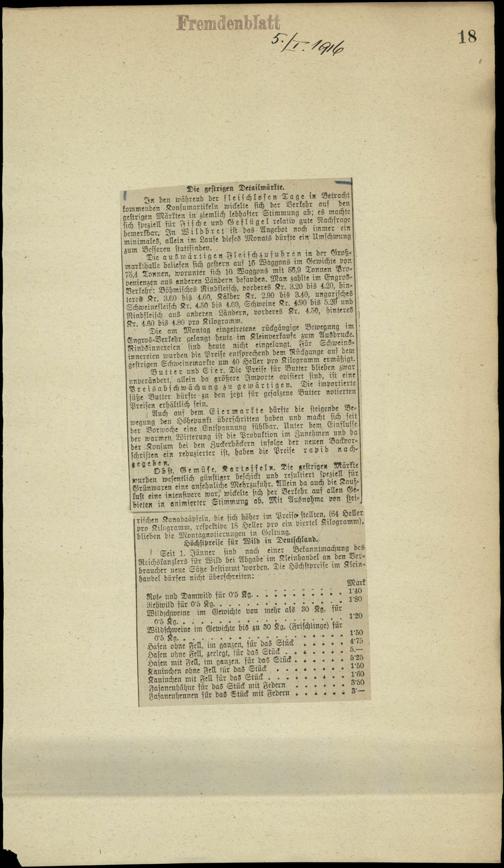 Fremdenblatt
5./I. 1916
18
Die gestrigen Detailmärkte.
In den während der fleischlosen Tage in Betracht
kommenden Konsumartikeln wickelte sich der Verkehr auf den
gestrigen Märkten in ziemlich lebhafter Stimmung ab; es machte
sich speziell für Fische und Geflügel relativ gute Nachfrage
bemerkbar. In Wildbret ist das Angebot noch immer ein
minimales, allein im Laufe dieses Monats dürfte ein Umschwung
zum Besseren stattfinden.
Die auswärtigen Fleischzufuhren in der Groß-
markthalle beliefen sich gestern auf 15 Waggons im Gewichte von
75,4 Tonnen, worunter sich 10 Waggons mit Tonnen Pro-
venienzen aus anderen Ländern befanden. Man zahlte im Engros-
Verkehr: Böhmisches Rindfleisch, vorderes Kr. 3.20 bis 4.20, hin-
teres Kr. 3.60 bis 4.60, Kälber Kr. 2.90 bis 3.40, ungarisches
Schweinefleisch Kr. 4.50 bis 4.60, Schweine Kr. 4.90 bis und
Rindfleisch aus anderen Ländern, vorderes Kr. 4.50, hinteres
Kr. 4.60 bis 4.80 pro Kilogramm.
Die am Montag eingetretene rückgängige Bewegung im
Engros-Verkehr gelangt heute im Kleinverkaufe zum Ausdrucke.
Rindsinnereien sind heute nicht eingelangt. Für Schweins-
innereien wurden die Preise entsprechend dem Rückgange auf dem
gestrigen Schweinemarkte um 40 Heller pro Kilogramm ermäßigt.
Butter und Eier. Die Preise für Butter blieben zwar
unverändert, allein da größere Importe avisiert sind, ist eine
Preisabschwächung zu gewärtigen. Die importierte
süße Butter dürfte zu den jetzt für gesalzene Butter notierten
Preisen erhältlich sein.
Auch auf dem Eiermarkte dürfte die steigende Be-
wegung den Höhepunkt überschritten haben und macht sich seit
der Vorwoche eine Entspannung fühlbar. Unter dem Einflusse
der warmen Witterung ist die Produktion im Zunehmen und da
der Konsum bei den Zuckerbäckern infolge der neuen Backvor-
schriften ein reduzierter ist, haben die Preise rapid nach-
gegeben.
Obst, Gemüse, Kartoffeln. Die gestrigen Märkte
wurden wesentlich günstiger beschickt und resultiert speziell für
Grünwaren eine ansehnliche Mehrzufuhr. Allein da auch die Kauf-
lust eine intensivere war, wickelte sich der Verkehr auf allen Ge-
bieten in animierter Stimmung ab. Mit Ausnahme von stei-
rischen Kanadaäpfeln, die sich höher im Preise stellten, (64 Heller
pro Kilogramm, respektive 18 Heller pro ein viertel Kilogramm),
blieben die Montagnotierungen in Geltung.
Höchstpreise für Wild in Deutschland.
Seit 1. Jänner sind nach einer Bekanntmachung des
Reichskanzlers für Wild bei Abgabe im Kleinhandel an den Ver-
braucher neue Sätze bestimmt worden. Die Höchstpreise im Klein-
handel dürfen nicht überschreiten:
Mark
Rot- und Damwild für 0·5 Kg. . . . . . . . . . 1·40
Rehwild für 0·5 Kg. . . . . . . . . . 1·80
Wildschweine im Gewichte von mehr als 30 Kg. für
0·5 Kg. . . . . . . . . . 1·20
Wildschweine im Gewichte bis zu 30 Kg. (Frischlinge) für
0·5 Kg. . . . . . . . . . 1·30
Hasen ohne Fell, im ganzen, für das Stück . . . . . 4·75
Hasen ohne Fell, zerlegt, für das Stück . . . . . . 5.—
Hasen mit Fell, im ganzen, für das Stück . . . . . 5·25
Kaninchen ohne Fell für das Stück . . . . . . . 1·50
Kaninchen mit Fell für das Stück . . . . . . . 1·60
Fasanenhähne für das Stück mit Federn . . . . . 3·50
Fasanenhennen für das Stück mit Federn . . . . . 3·—